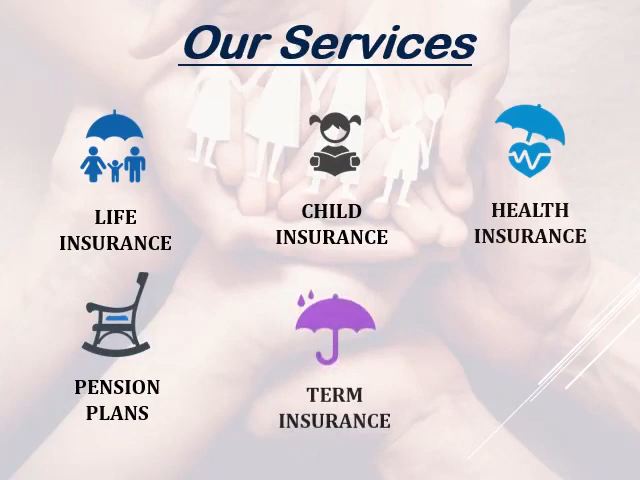 Our Services
LIFE
INSURANCE
CHILD
INSURANCE
HEALTH
INSURANCE
PENSION
PLANS
TERM
INSURANCE